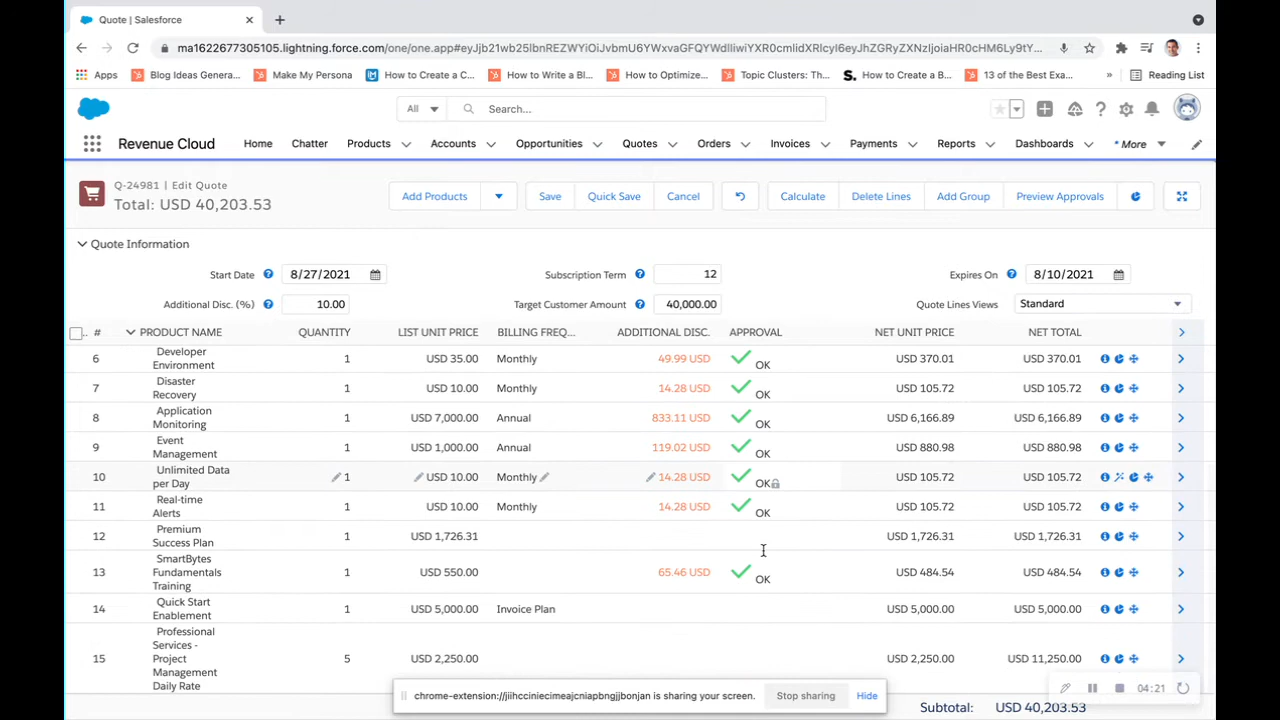 Quote | Salesforce
ma1622677305105.lightning.force.com/one/one.app#eyJjb21wb25lbnREZWYiOiJvbmU6YWxvaGFQYWdlIiwiYXR0cmlidXRlcyI6eyJhZGRyZXNzIjoiaHR0cHM6Ly9tY...
Apps Blog Ideas Genera... Make My Persona How to Create a C... How to Write a Bl... How to Optimize... Topic Clusters: Th... How to Create a B... 13 of the Best Exa... » Reading List
All Search...
Revenue Cloud Home Chatter Products Accounts Opportunities Quotes Orders Invoices Payments Reports Dashboards * More
Q-24981 | Edit Quote
Total: USD 40,203.53
Add Products Save Quick Save Cancel Calculate Delete Lines Add Group Preview Approvals
Quote Information
Start Date 8/27/2021 Subscription Term 12 Expires On 8/10/2021
Additional Disc. (%) 10.00 Target Customer Amount 40,000.00 Quote Lines Views Standard
# PRODUCT NAME QUANTITY LIST UNIT PRICE BILLING FREQ... ADDITIONAL DISC. APPROVAL NET UNIT PRICE NET TOTAL
6 Developer Environment 1 USD 35.00 Monthly 49.99 USD OK USD 370.01 USD 370.01
7 Disaster Recovery 1 USD 10.00 Monthly 14.28 USD OK USD 105.72 USD 105.72
8 Application Monitoring 1 USD 7,000.00 Annual 833.11 USD OK USD 6,166.89 USD 6,166.89
9 Event Management 1 USD 1,000.00 Annual 119.02 USD OK USD 880.98 USD 880.98
10 Unlimited Data per Day 1 USD 10.00 Monthly 14.28 USD OK USD 105.72 USD 105.72
11 Real-time Alerts 1 USD 10.00 Monthly 14.28 USD OK USD 105.72 USD 105.72
12 Premium Success Plan 1 USD 1,726.31 USD 1,726.31 USD 1,726.31
13 SmartBytes Fundamentals Training 1 USD 550.00 65.46 USD OK USD 484.54 USD 484.54
14 Quick Start Enablement 1 USD 5,000.00 Invoice Plan USD 5,000.00 USD 5,000.00
15 Professional Services - Project Management Daily Rate 5 USD 2,250.00 USD 2,250.00 USD 11,250.00
chrome-extension://jiihcciniecimeajcniapbngjjbonjan is sharing your screen. Stop sharing Hide
04:21
Subtotal: USD 40,203.53